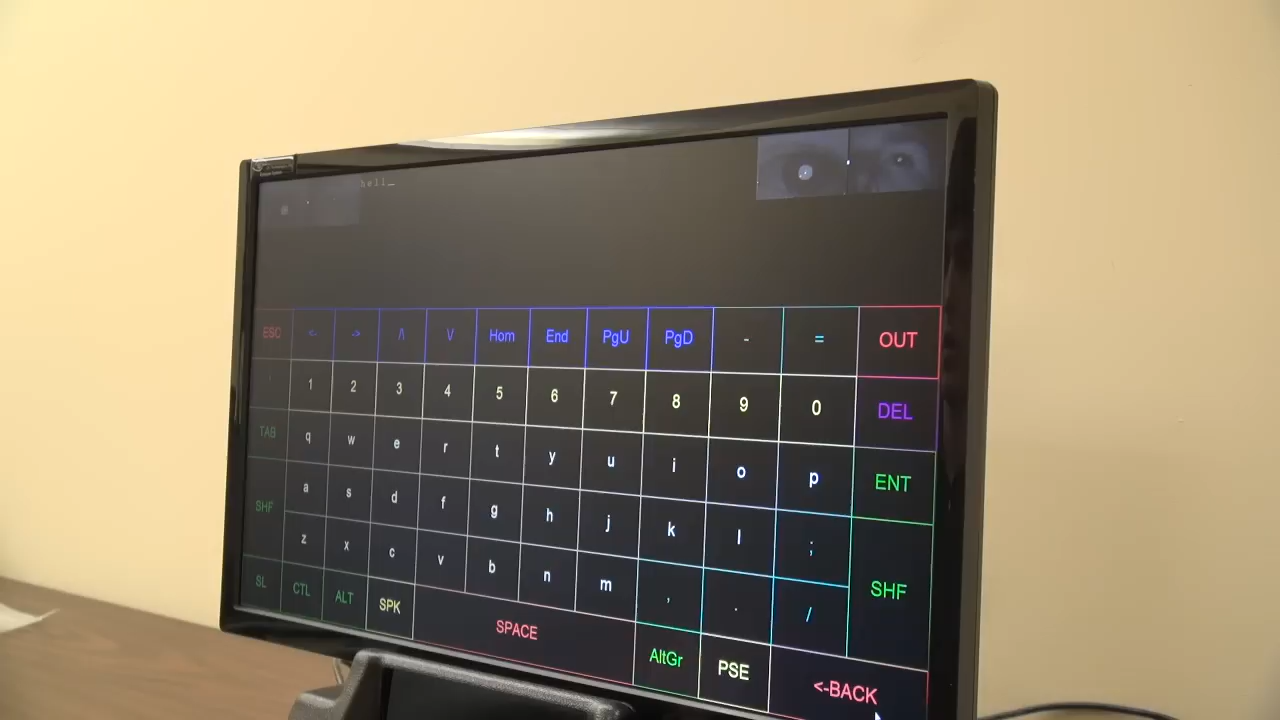 hell_
ESC <- -> /\ \/ Hom End PgU PgD - = OUT
1 2 3 4 5 6 7 8 9 0 DEL
TAB q w e r t y u i o p ENT
SHF a s d f g h j k l ; SHF
z x c v b n m , . /
SL CTL ALT SPK SPACE AltGr PSE <-BACK